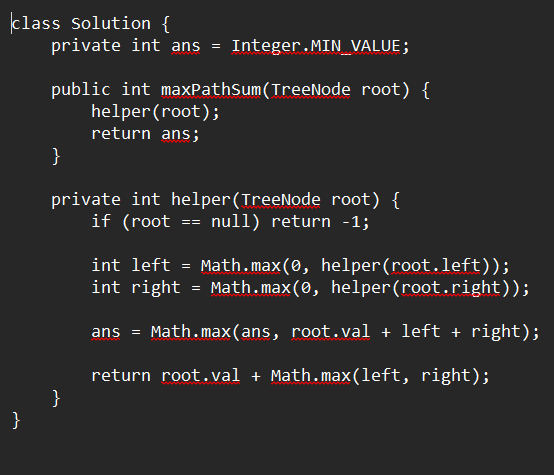 class Solution {
    private int ans = Integer.MIN_VALUE;

    public int maxPathSum(TreeNode root) {
        helper(root);
        return ans;
    }

    private int helper(TreeNode root) {
        if (root == null) return -1;

        int left = Math.max(0, helper(root.left));
        int right = Math.max(0, helper(root.right));

        ans = Math.max(ans, root.val + left + right);

        return root.val + Math.max(left, right);
    }
}